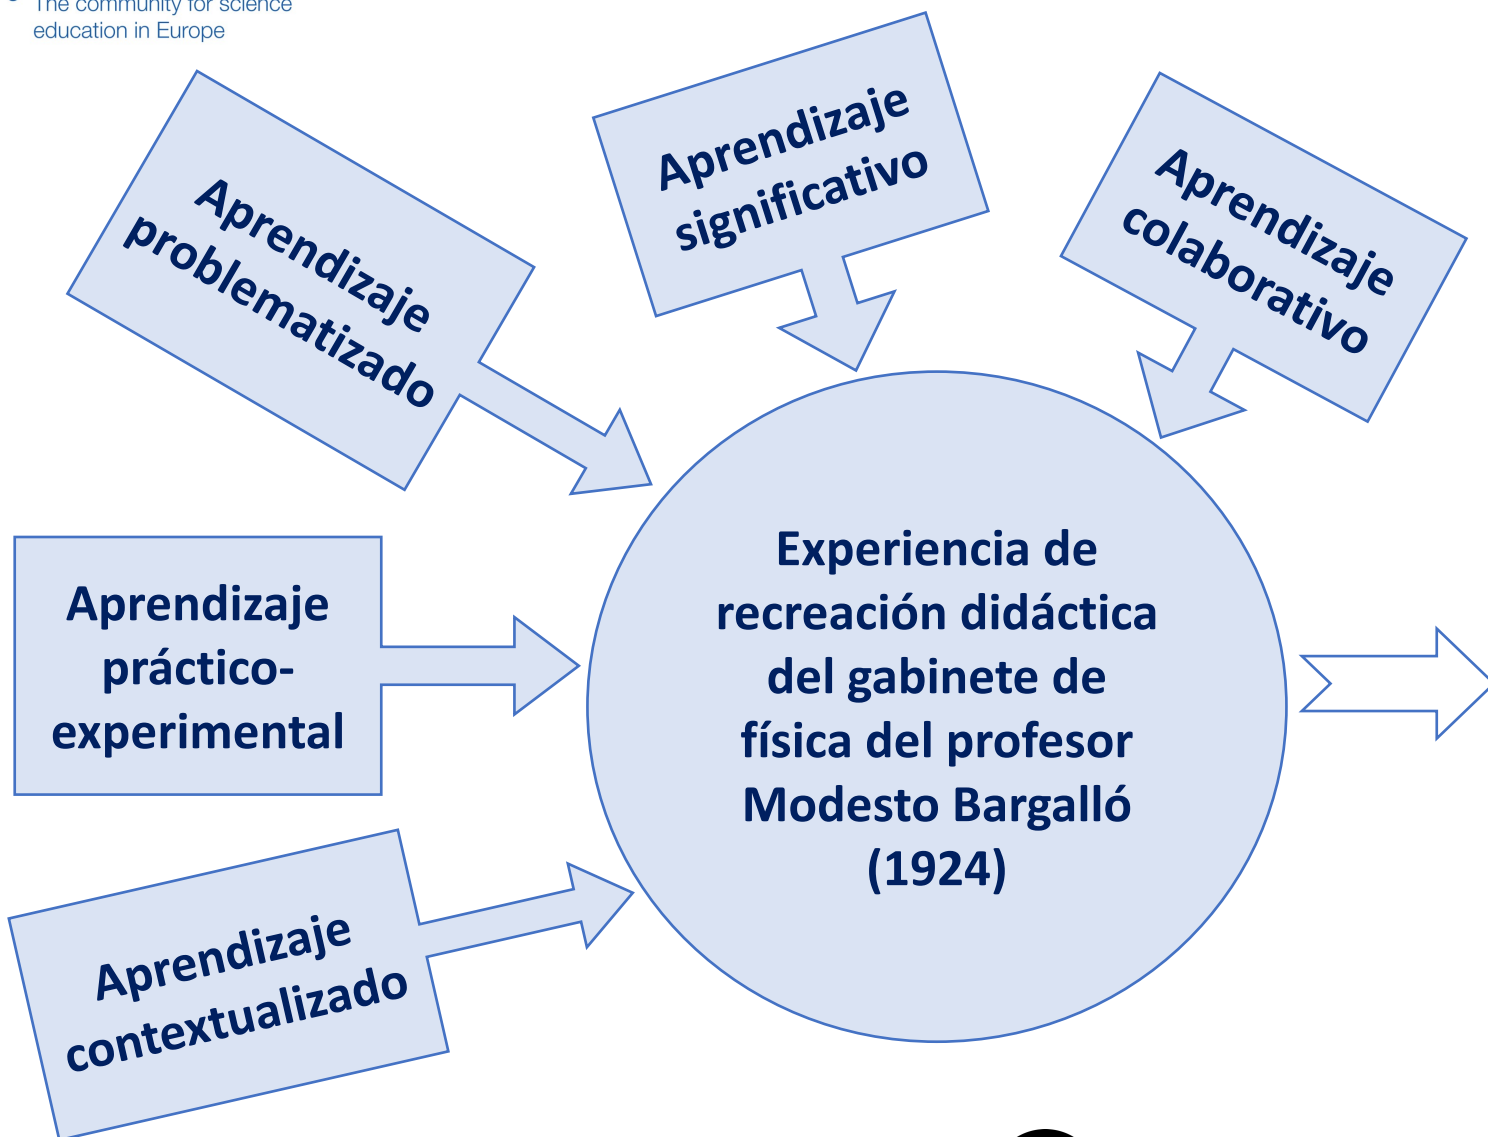 The community for science
education in Europe
Aprendizaje
problematizado
Aprendizaje
significativo
Aprendizaje
colaborativo
Aprendizaje
práctico-
experimental
Aprendizaje
contextualizado
Experiencia de
recreación didáctica
del gabinete de
física del profesor
Modesto Bargalló
(1924)